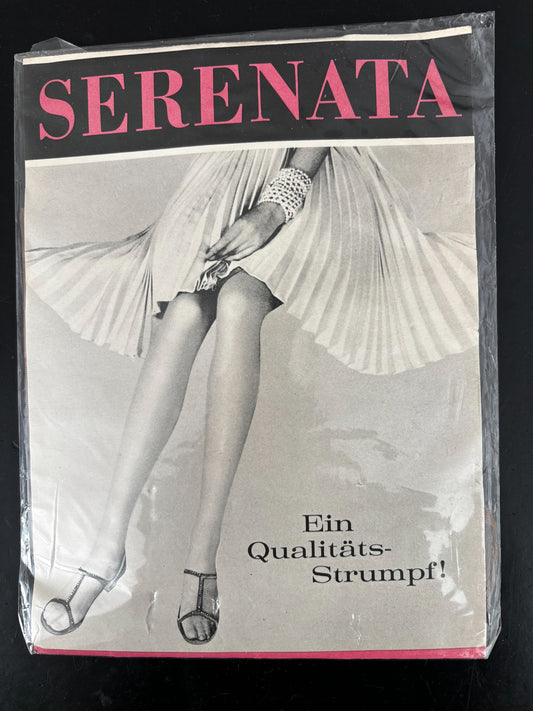 SERENATA
Ein
Qualitäts-
Strumpf!